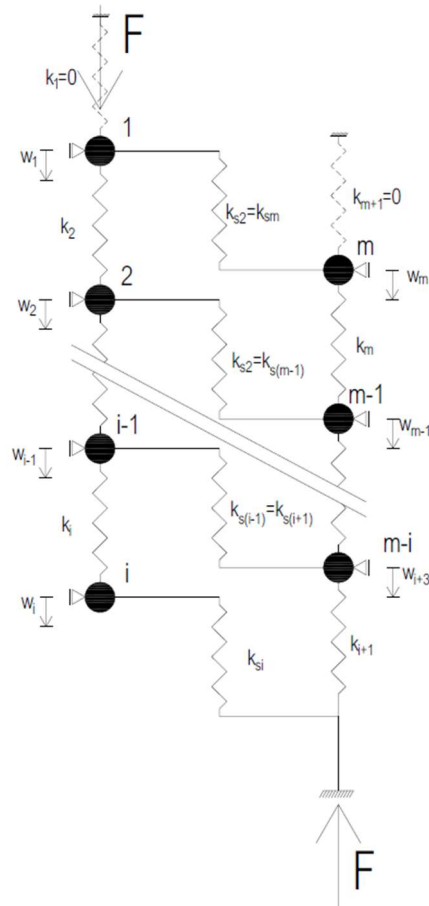 F
k₁=0
1
w₁
kₛ₂=kₛₘ
kₘ₊₁=0
m
wₘ
k₂
2
w₂
kₛ₂=kₛ₍ₘ₋₁₎
kₘ
m-1
wₘ₋₁
i-1
wᵢ₋₁
kₛ₍ᵢ₋₁₎=kₛ₍ᵢ₊₁₎
m-i
wᵢ₊₃
kᵢ
i
wᵢ
kₛᵢ
kᵢ₊₁
F